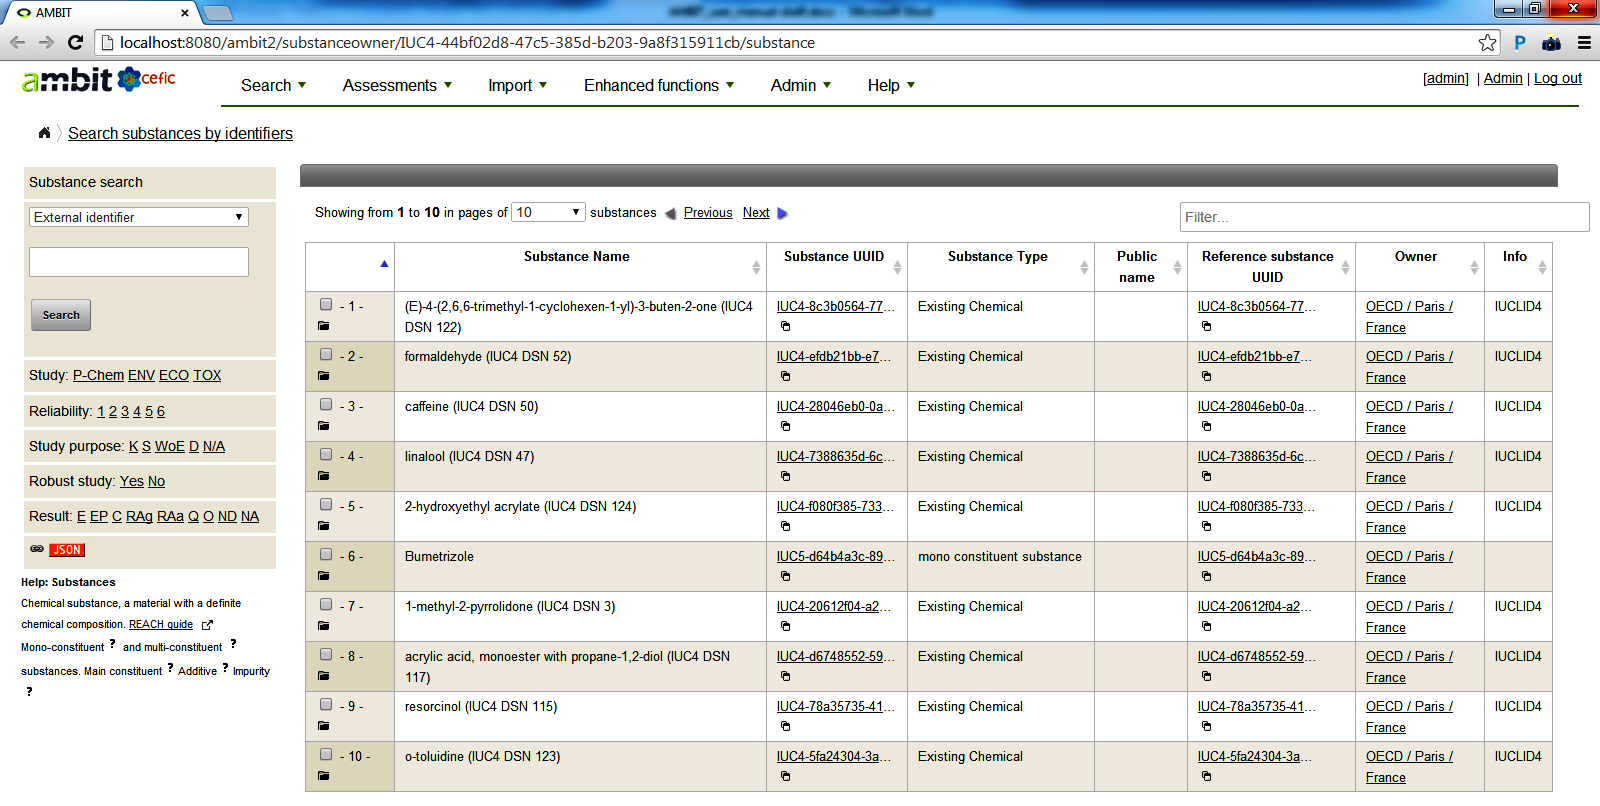 AMBIT
localhost:8080/ambit2/substanceowner/IUC4-44bf02d8-47c5-385d-b203-9a8f315911cb/substance
ambit cefic
Search Assessments Import Enhanced functions Admin Help
[admin] | Admin | Log out
Search substances by identifiers
Substance search
External identifier
Search
Study: P-Chem ENV ECO TOX
Reliability: 1 2 3 4 5 6
Study purpose: K S WoE D N/A
Robust study: Yes No
Result: E EP C RAg RAa Q O ND NA
JSON
Help: Substances
Chemical substance, a material with a definite
chemical composition. REACH guide
Mono-constituent ? and multi-constituent ?
substances. Main constituent ? Additive ? Impurity
?
Showing from 1 to 10 in pages of 10 substances Previous Next
Filter...
Substance Name Substance UUID Substance Type Public name Reference substance UUID Owner Info
- 1 - (E)-4-(2,6,6-trimethyl-1-cyclohexen-1-yl)-3-buten-2-one (IUC4 IUC4-8c3b0564-77... Existing Chemical IUC4-8c3b0564-77... OECD / Paris / IUCLID4
DSN 122) France
- 2 - formaldehyde (IUC4 DSN 52) IUC4-efdb21bb-e7... Existing Chemical IUC4-efdb21bb-e7... OECD / Paris / IUCLID4
France
- 3 - caffeine (IUC4 DSN 50) IUC4-28046eb0-0a... Existing Chemical IUC4-28046eb0-0a... OECD / Paris / IUCLID4
France
- 4 - linalool (IUC4 DSN 47) IUC4-7388635d-6c... Existing Chemical IUC4-7388635d-6c... OECD / Paris / IUCLID4
France
- 5 - 2-hydroxyethyl acrylate (IUC4 DSN 124) IUC4-f080f385-733... Existing Chemical IUC4-f080f385-733... OECD / Paris / IUCLID4
France
- 6 - Bumetrizole IUC5-d64b4a3c-89... mono constituent substance IUC5-d64b4a3c-89... OECD / Paris /
France
- 7 - 1-methyl-2-pyrrolidone (IUC4 DSN 3) IUC4-20612f04-a2... Existing Chemical IUC4-20612f04-a2... OECD / Paris / IUCLID4
France
- 8 - acrylic acid, monoester with propane-1,2-diol (IUC4 DSN IUC4-d6748552-59... Existing Chemical IUC4-d6748552-59... OECD / Paris / IUCLID4
117) France
- 9 - resorcinol (IUC4 DSN 115) IUC4-78a35735-41... Existing Chemical IUC4-78a35735-41... OECD / Paris / IUCLID4
France
- 10 - o-toluidine (IUC4 DSN 123) IUC4-5fa24304-3a... Existing Chemical IUC4-5fa24304-3a... OECD / Paris / IUCLID4
France